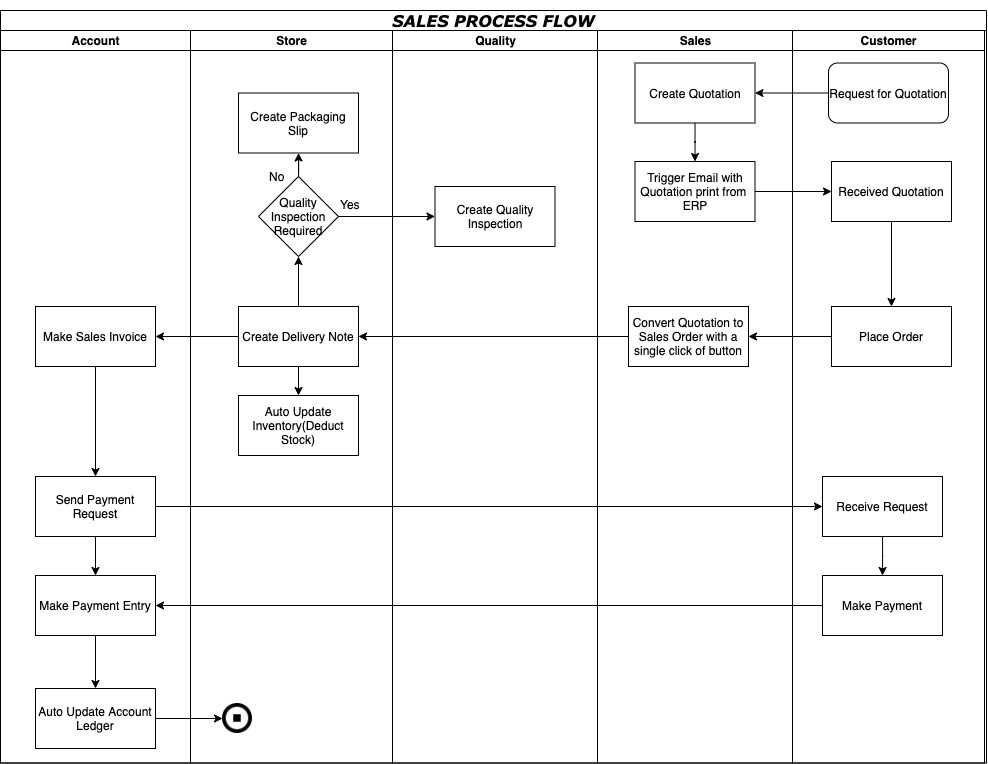 SALES PROCESS FLOW
Account
Store
Quality
Sales
Customer
Create Quotation
Request for Quotation
Create Packaging
Slip
No
Quality
Inspection
Required
Yes
Create Quality
Inspection
Trigger Email with
Quotation print from
ERP
Received Quotation
Make Sales Invoice
Create Delivery Note
Convert Quotation to
Sales Order with a
single click of button
Place Order
Auto Update
Inventory(Deduct
Stock)
Send Payment
Request
Receive Request
Make Payment Entry
Make Payment
Auto Update Account
Ledger